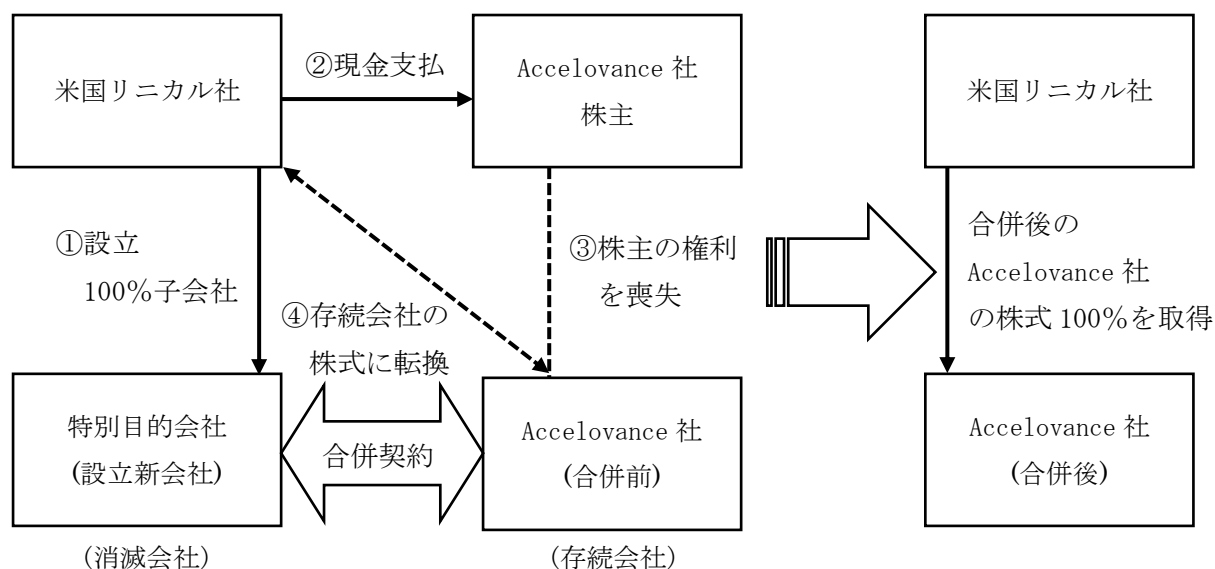 米国リニカル社
②現金支払
Accelovance 社
株主
米国リニカル社
①設立
100%子会社
③株主の権利
を喪失
合併後の
Accelovance 社
の株式 100%を取得
④存続会社の
株式に転換
特別目的会社
(設立新会社)
合併契約
Accelovance 社
(合併前)
Accelovance 社
(合併後)
(消滅会社)
(存続会社)